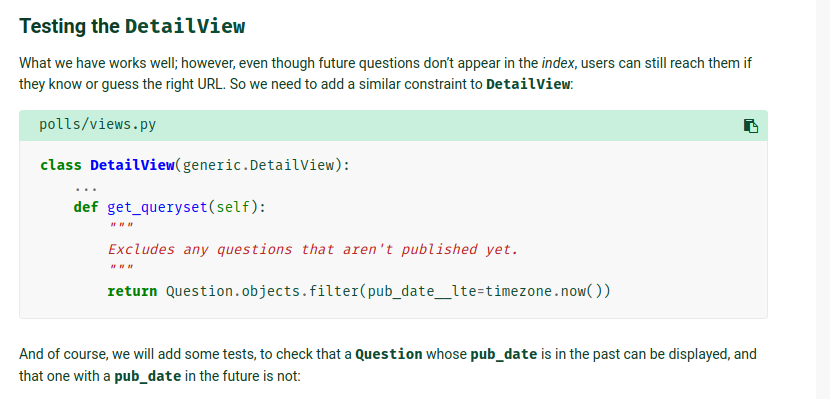 Testing the DetailView
What we have works well; however, even though future questions don't appear in the index, users can still reach them if
they know or guess the right URL. So we need to add a similar constraint to DetailView:
polls/views.py
class DetailView(generic.DetailView):
    ...
    def get_queryset(self):
        """
        Excludes any questions that aren't published yet.
        """
        return Question.objects.filter(pub_date__lte=timezone.now())
And of course, we will add some tests, to check that a Question whose pub_date is in the past can be displayed, and
that one with a pub_date in the future is not: